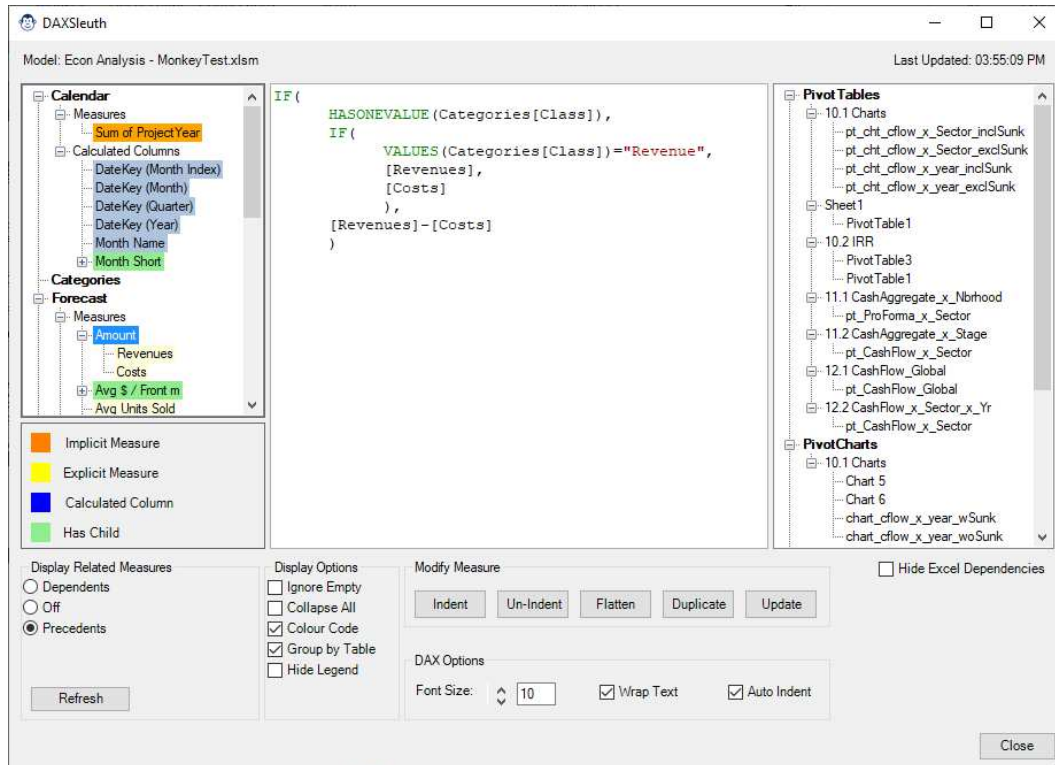 DAXSleuth
Model: Econ Analysis - MonkeyTest.xlsm
Last Updated: 03:55:09 PM
Calendar
Measures
Sum of ProjectYear
Calculated Columns
DateKey (Month Index)
DateKey (Month)
DateKey (Quarter)
DateKey (Year)
Month Name
Month Short
Categories
Forecast
Measures
Amount
Revenues
Costs
Avg $ / Front m
Avg Units Sold
Implicit Measure
Explicit Measure
Calculated Column
Has Child
IF(
HASONEVALUE(Categories[Class]),
IF(
VALUES(Categories[Class])="Revenue",
[Revenues],
[Costs]
),
[Revenues]-[Costs]
)
PivotTables
10.1 Charts
pt_cht_cflow_x_Sector_inclSunk
pt_cht_cflow_x_Sector_exclSunk
pt_cht_cflow_x_year_inclSunk
pt_cht_cflow_x_year_exclSunk
Sheet1
PivotTable1
10.2 IRR
PivotTable3
PivotTable1
11.1 CashAggregate_x_Nbrhood
pt_ProForma_x_Sector
11.2 CashAggregate_x_Stage
pt_CashFlow_x_Sector
12.1 CashFlow_Global
pt_CashFlow_Global
12.2 CashFlow_x_Sector_x_Yr
pt_CashFlow_x_Sector
PivotCharts
10.1 Charts
Chart 5
Chart 6
chart_cflow_x_year_wSunk
chart_cflow_x_year_woSunk
Display Related Measures
Dependents
Off
Precedents
Refresh
Display Options
Ignore Empty
Collapse All
Colour Code
Group by Table
Hide Legend
Modify Measure
Indent Un-Indent Flatten Duplicate Update
DAX Options
Font Size: 10 Wrap Text Auto Indent
Hide Excel Dependencies
Close